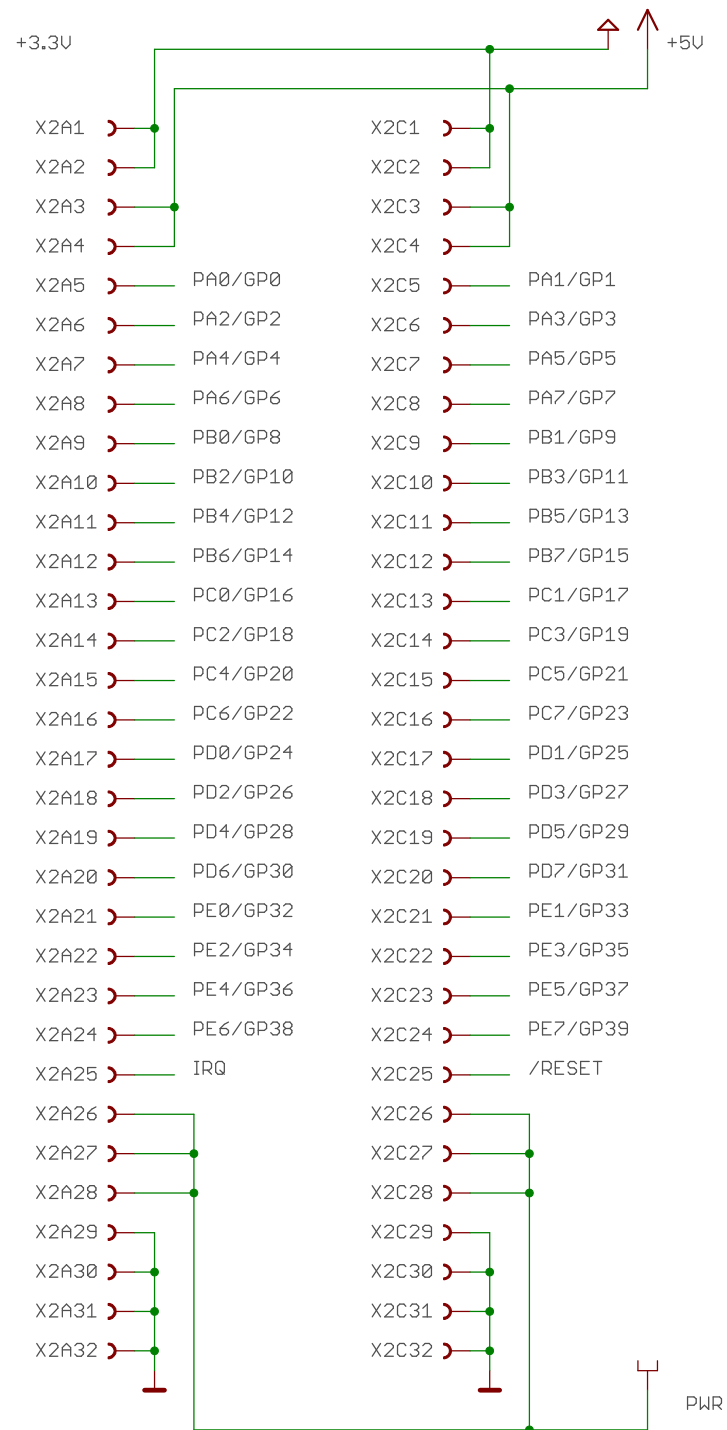 +3.3V +5V
X2A1 X2C1
X2A2 X2C2
X2A3 X2C3
X2A4 X2C4
X2A5 PA0/GP0 X2C5 PA1/GP1
X2A6 PA2/GP2 X2C6 PA3/GP3
X2A7 PA4/GP4 X2C7 PA5/GP5
X2A8 PA6/GP6 X2C8 PA7/GP7
X2A9 PB0/GP8 X2C9 PB1/GP9
X2A10 PB2/GP10 X2C10 PB3/GP11
X2A11 PB4/GP12 X2C11 PB5/GP13
X2A12 PB6/GP14 X2C12 PB7/GP15
X2A13 PC0/GP16 X2C13 PC1/GP17
X2A14 PC2/GP18 X2C14 PC3/GP19
X2A15 PC4/GP20 X2C15 PC5/GP21
X2A16 PC6/GP22 X2C16 PC7/GP23
X2A17 PD0/GP24 X2C17 PD1/GP25
X2A18 PD2/GP26 X2C18 PD3/GP27
X2A19 PD4/GP28 X2C19 PD5/GP29
X2A20 PD6/GP30 X2C20 PD7/GP31
X2A21 PE0/GP32 X2C21 PE1/GP33
X2A22 PE2/GP34 X2C22 PE3/GP35
X2A23 PE4/GP36 X2C23 PE5/GP37
X2A24 PE6/GP38 X2C24 PE7/GP39
X2A25 IRQ X2C25 /RESET
X2A26 X2C26
X2A27 X2C27
X2A28 X2C28
X2A29 X2C29
X2A30 X2C30
X2A31 X2C31
X2A32 X2C32
PWR